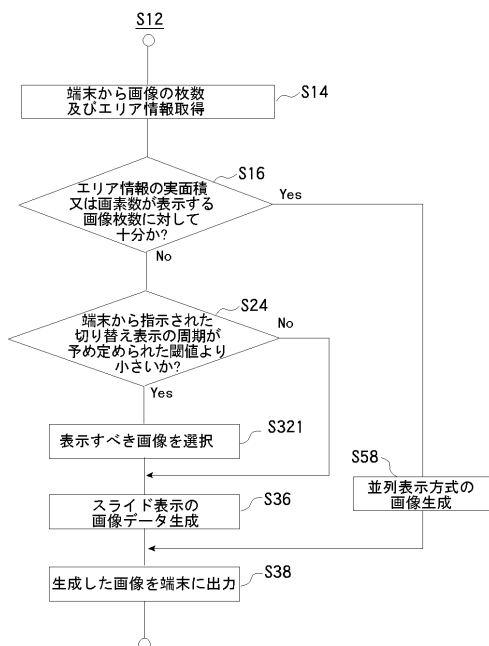 S12
端末から画像の枚数
及びエリア情報取得
S14
エリア情報の実面積
又は画素数が表示する
画像枚数に対して
十分か?
S16
Yes
No
端末から指示された
切り替え表示の周期が
予め定められた閾値より
小さいか?
S24
No
Yes
表示すべき画像を選択
S321
スライド表示の
画像データ生成
S36
並列表示方式の
画像生成
S58
生成した画像を端末に出力
S38